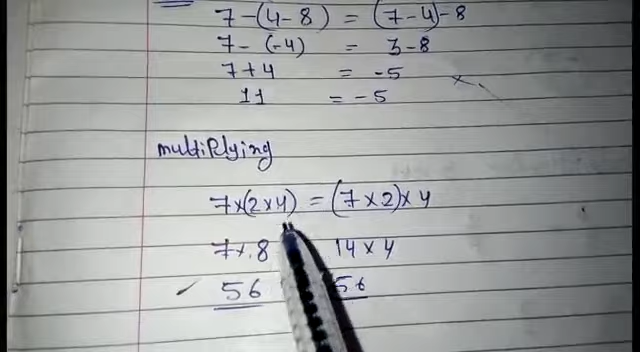 7-(4-8) = (7-4)-8
7-(-4) = 3-8
7+4 = -5
11 = -5
multiplying
7×(2×4) = (7×2)×4
7×8 14×4
56 56